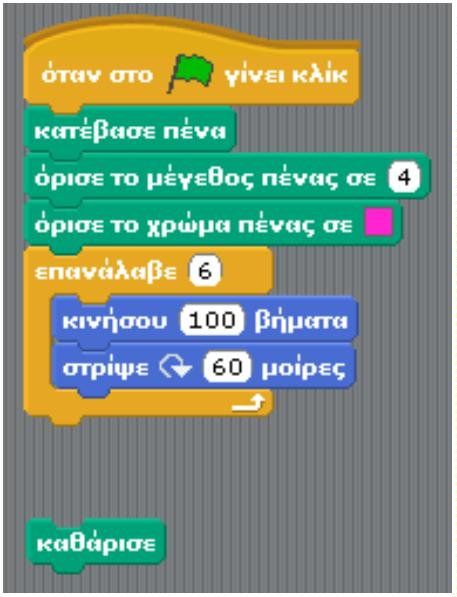 όταν στο γίνει κλίκ
κατέβασε πένα
όρισε το μέγεθος πένας σε 4
όρισε το χρώμα πένας σε
επανάλαβε 6
κινήσου 100 βήματα
στρίψε 60 μοίρες
καθάρισε